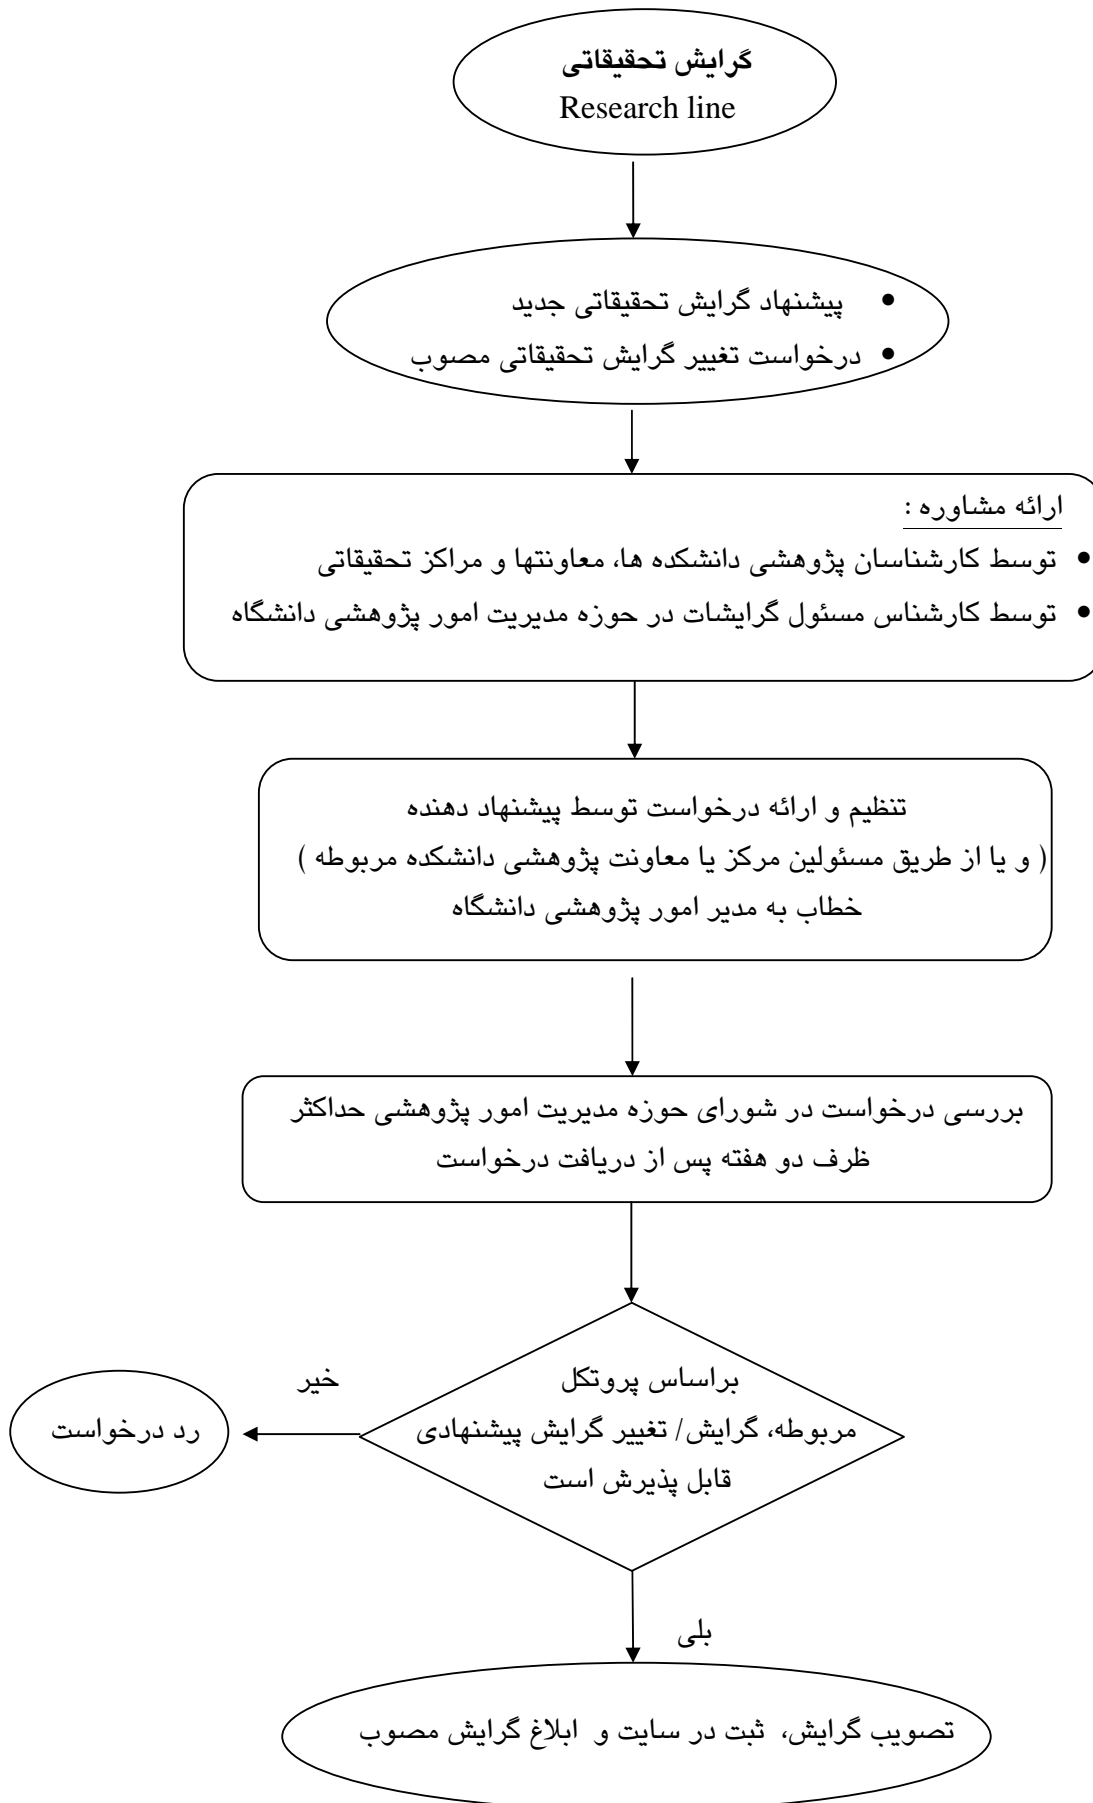 گرایش تحقیقاتی
Research line
• پیشنهاد گرایش تحقیقاتی جدید
• درخواست تغییر گرایش تحقیقاتی مصوب
ارائه مشاوره :
• توسط کارشناسان پژوهشی دانشکده ها، معاونتها و مراکز تحقیقاتی
• توسط کارشناس مسئول گرایشات در حوزه مدیریت امور پژوهشی دانشگاه
تنظیم و ارائه درخواست توسط پیشنهاد دهنده
( و یا از طریق مسئولین مرکز یا معاونت پژوهشی دانشکده مربوطه )
خطاب به مدیر امور پژوهشی دانشگاه
بررسی درخواست در شورای حوزه مدیریت امور پژوهشی حداکثر
ظرف دو هفته پس از دریافت درخواست
براساس پروتکل
مربوطه، گرایش/ تغییر گرایش پیشنهادی
قابل پذیرش است
خیر
رد درخواست
بلی
تصویب گرایش، ثبت در سایت و ابلاغ گرایش مصوب